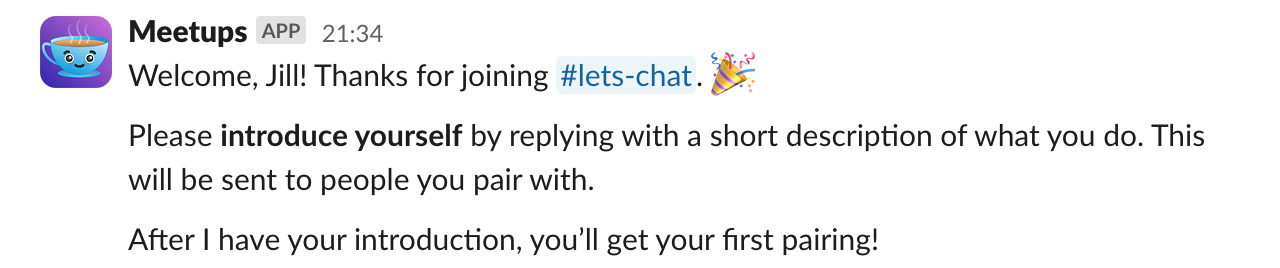 Meetups APP 21:34
Welcome, Jill! Thanks for joining #lets-chat.
Please introduce yourself by replying with a short description of what you do. This
will be sent to people you pair with.
After I have your introduction, you’ll get your first pairing!